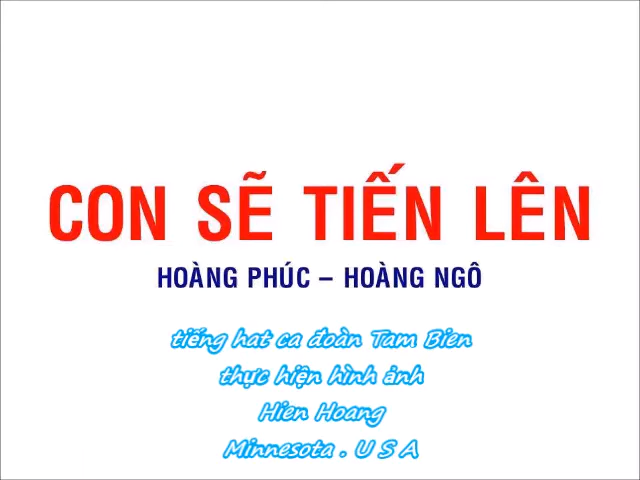 CON SẼ TIẾN LÊN
HOÀNG PHÚC – HOÀNG NGÔ
tiếng hat ca đoàn Tam Bien
thực hiện hình ảnh
Hien Hoang
Minnesota . U S A